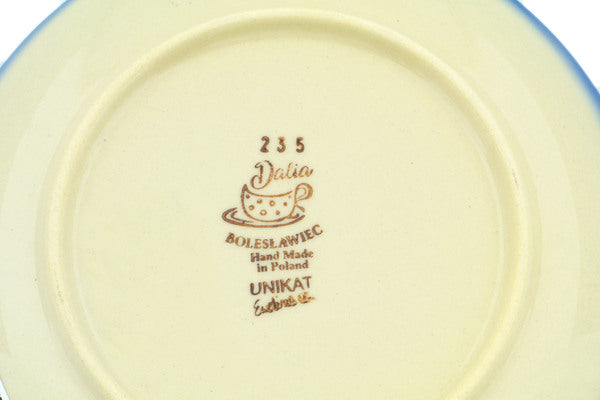 235
Dalia
BOLESŁAWIEC
Hand Made
in Poland
UNIKAT